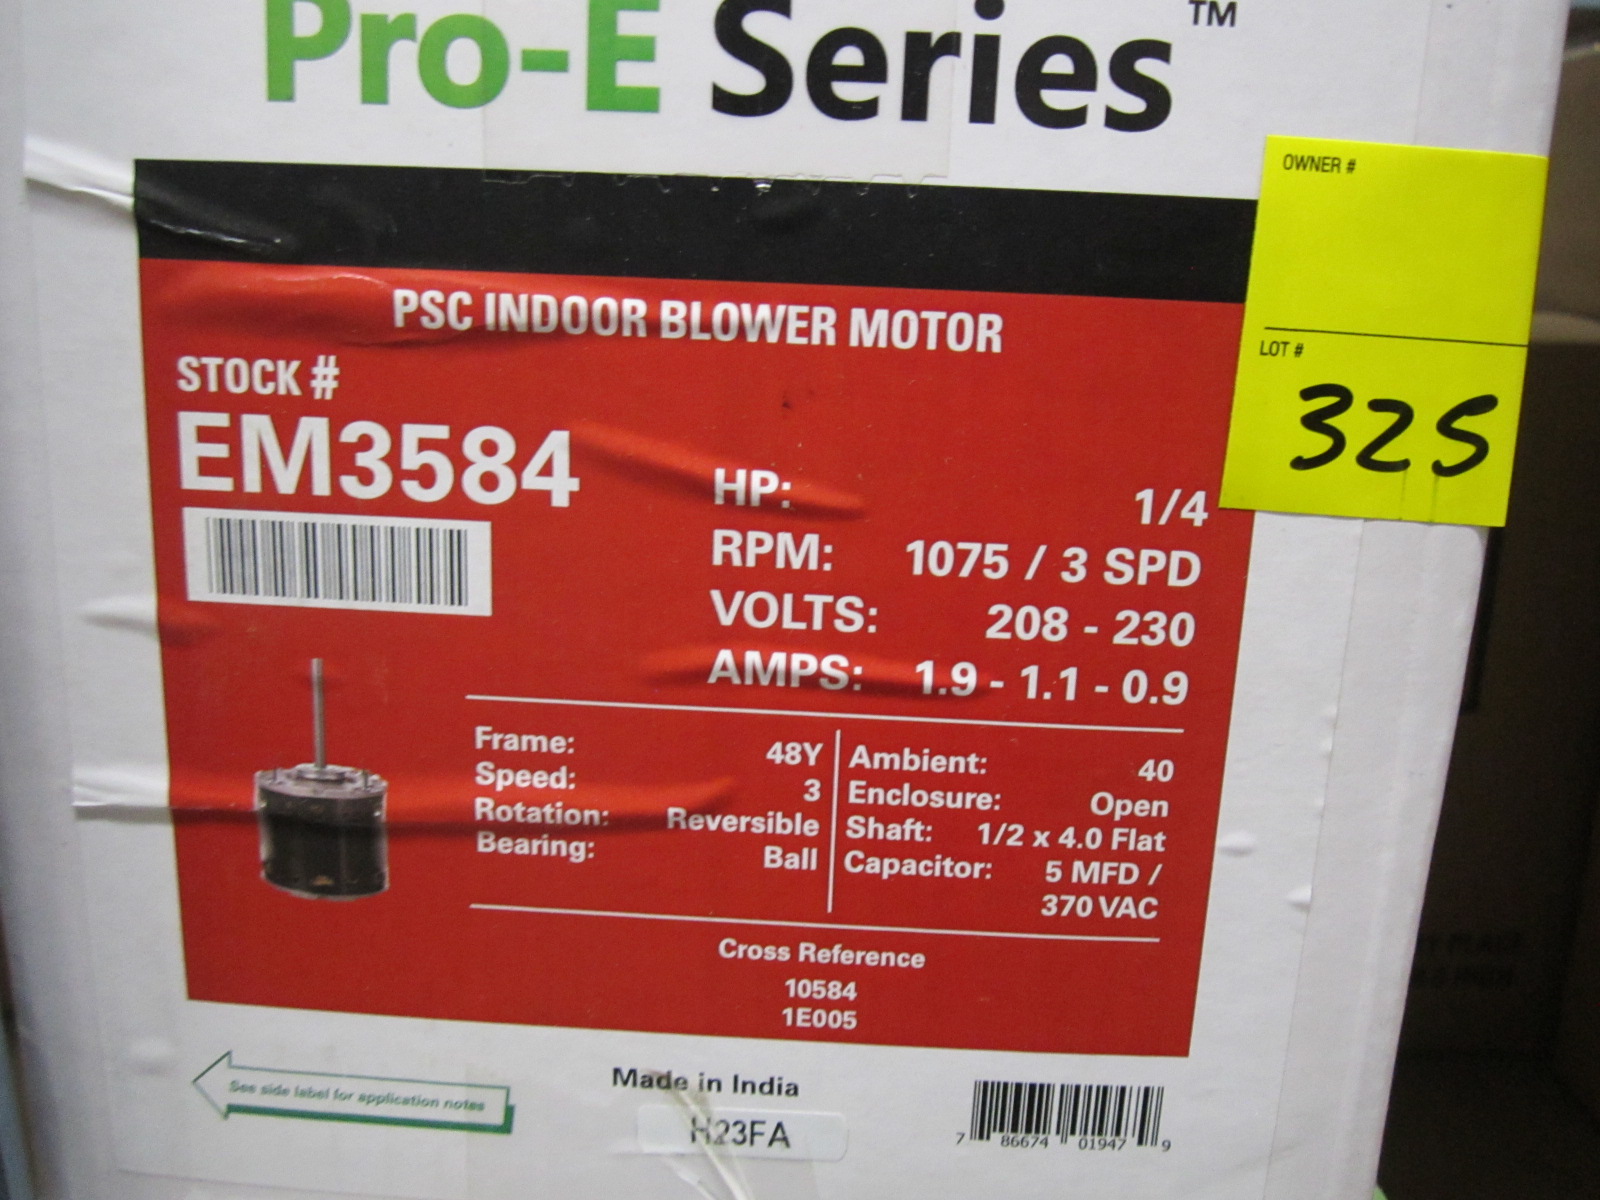 Pro-E Series™
OWNER #
LOT #
325
PSC INDOOR BLOWER MOTOR
STOCK #
EM3584
HP: 1/4
RPM: 1075 / 3 SPD
VOLTS: 208 - 230
AMPS: 1.9 - 1.1 - 0.9
Frame: 48Y
Speed: 3
Rotation: Reversible
Bearing: Ball
Ambient: 40
Enclosure: Open
Shaft: 1/2 x 4.0 Flat
Capacitor: 5 MFD /
370 VAC
Cross Reference
10584
1E005
See side label for application notes
Made in India
H23FA
7 86674 01947 9